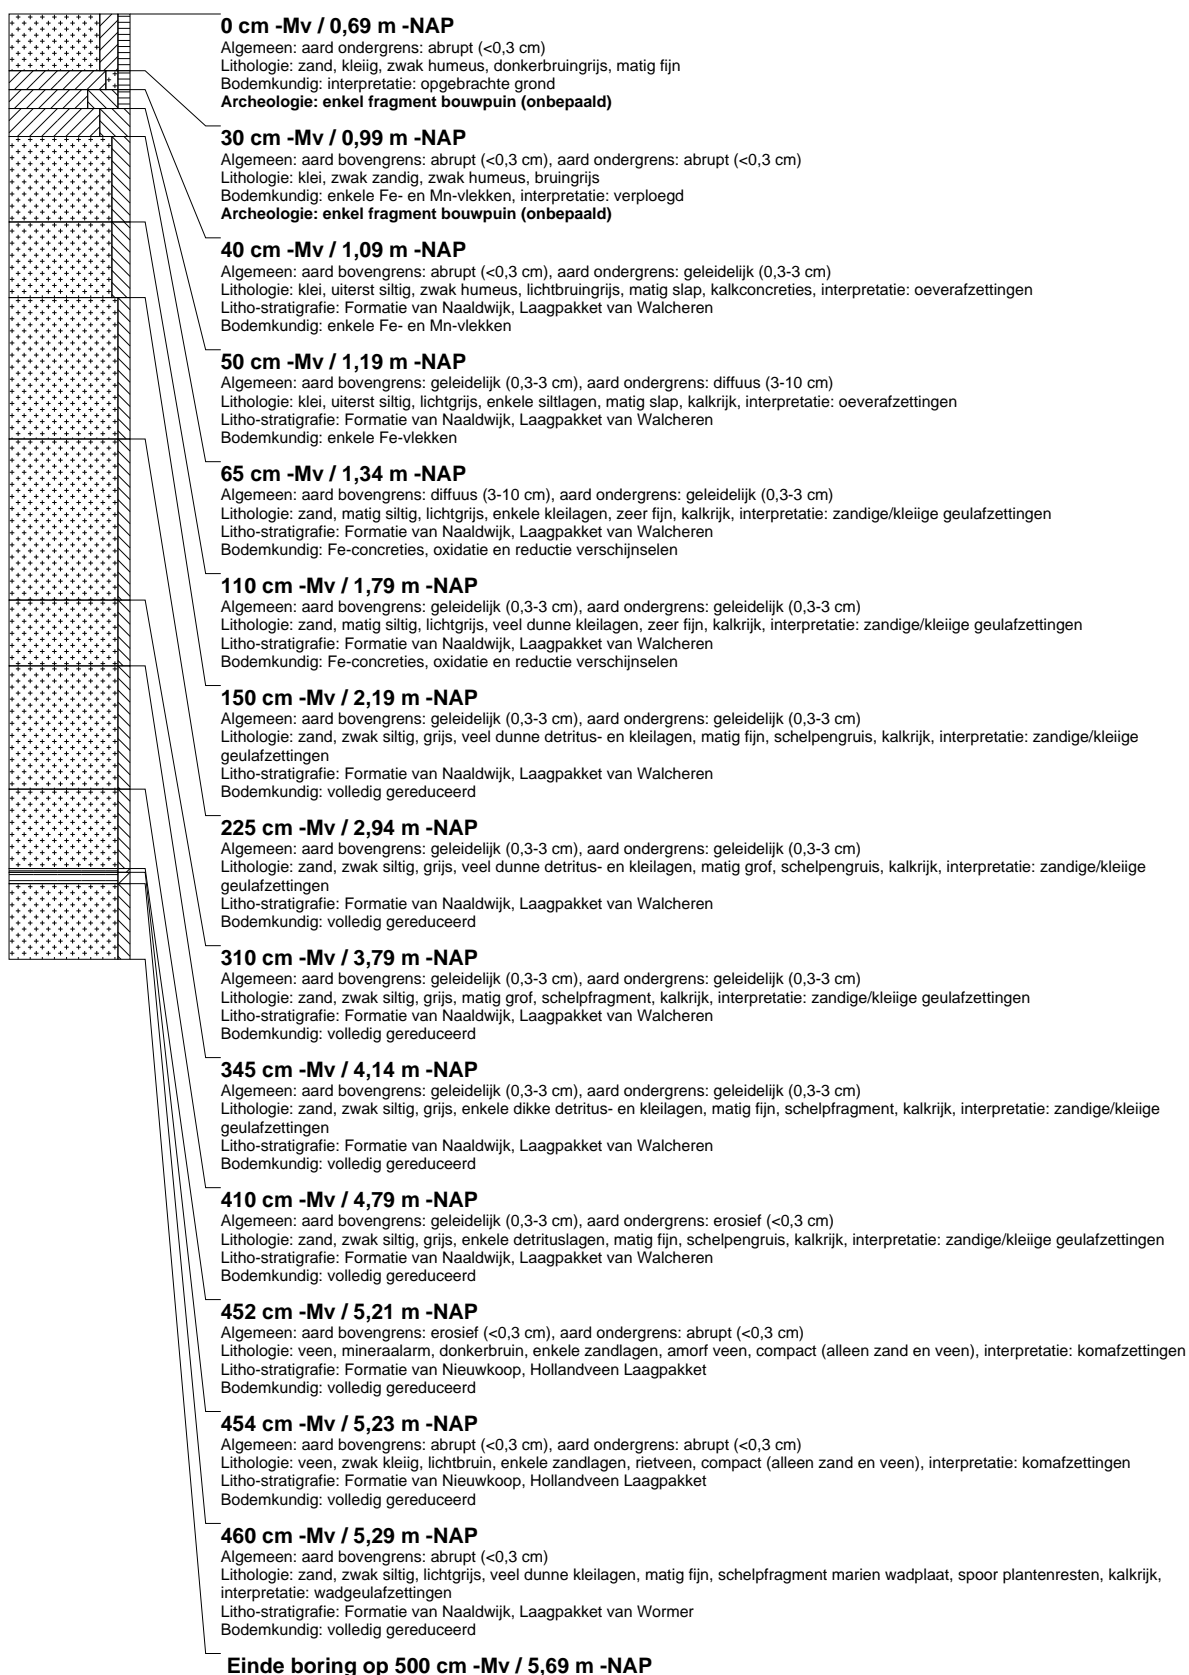 0 cm -Mv / 0,69 m -NAP
Algemeen: aard ondergrens: abrupt (<0,3 cm)
Lithologie: zand, kleiig, zwak humeus, donkerbruingrijs, matig fijn
Bodemkundig: interpretatie: opgebrachte grond
Archeologie: enkel fragment bouwpuin (onbepaald)
30 cm -Mv / 0,99 m -NAP
Algemeen: aard bovengrens: abrupt (<0,3 cm), aard ondergrens: abrupt (<0,3 cm)
Lithologie: klei, zwak zandig, zwak humeus, bruingrijs
Bodemkundig: enkele Fe- en Mn-vlekken, interpretatie: verploegd
Archeologie: enkel fragment bouwpuin (onbepaald)
40 cm -Mv / 1,09 m -NAP
Algemeen: aard bovengrens: abrupt (<0,3 cm), aard ondergrens: geleidelijk (0,3-3 cm)
Lithologie: klei, uiterst siltig, zwak humeus, lichtbruingrijs, matig slap, kalkconcreties, interpretatie: oeverafzettingen
Litho-stratigrafie: Formatie van Naaldwijk, Laagpakket van Walcheren
Bodemkundig: enkele Fe- en Mn-vlekken
50 cm -Mv / 1,19 m -NAP
Algemeen: aard bovengrens: geleidelijk (0,3-3 cm), aard ondergrens: diffuus (3-10 cm)
Lithologie: klei, uiterst siltig, lichtgrijs, enkele siltlagen, matig slap, kalkrijk, interpretatie: oeverafzettingen
Litho-stratigrafie: Formatie van Naaldwijk, Laagpakket van Walcheren
Bodemkundig: enkele Fe-vlekken
65 cm -Mv / 1,34 m -NAP
Algemeen: aard bovengrens: diffuus (3-10 cm), aard ondergrens: geleidelijk (0,3-3 cm)
Lithologie: zand, matig siltig, lichtgrijs, enkele kleilagen, zeer fijn, kalkrijk, interpretatie: zandige/kleiige geulafzettingen
Litho-stratigrafie: Formatie van Naaldwijk, Laagpakket van Walcheren
Bodemkundig: Fe-concreties, oxidatie en reductie verschijnselen
110 cm -Mv / 1,79 m -NAP
Algemeen: aard bovengrens: geleidelijk (0,3-3 cm), aard ondergrens: geleidelijk (0,3-3 cm)
Lithologie: zand, matig siltig, lichtgrijs, veel dunne kleilagen, zeer fijn, kalkrijk, interpretatie: zandige/kleiige geulafzettingen
Litho-stratigrafie: Formatie van Naaldwijk, Laagpakket van Walcheren
Bodemkundig: Fe-concreties, oxidatie en reductie verschijnselen
150 cm -Mv / 2,19 m -NAP
Algemeen: aard bovengrens: geleidelijk (0,3-3 cm), aard ondergrens: geleidelijk (0,3-3 cm)
Lithologie: zand, zwak siltig, grijs, veel dunne detritus- en kleilagen, matig fijn, schelpengruis, kalkrijk, interpretatie: zandige/kleiige
geulafzettingen
Litho-stratigrafie: Formatie van Naaldwijk, Laagpakket van Walcheren
Bodemkundig: volledig gereduceerd
225 cm -Mv / 2,94 m -NAP
Algemeen: aard bovengrens: geleidelijk (0,3-3 cm), aard ondergrens: geleidelijk (0,3-3 cm)
Lithologie: zand, zwak siltig, grijs, veel dunne detritus- en kleilagen, matig grof, schelpengruis, kalkrijk, interpretatie: zandige/kleiige
geulafzettingen
Litho-stratigrafie: Formatie van Naaldwijk, Laagpakket van Walcheren
Bodemkundig: volledig gereduceerd
310 cm -Mv / 3,79 m -NAP
Algemeen: aard bovengrens: geleidelijk (0,3-3 cm), aard ondergrens: geleidelijk (0,3-3 cm)
Lithologie: zand, zwak siltig, grijs, matig grof, schelpfragment, kalkrijk, interpretatie: zandige/kleiige geulafzettingen
Litho-stratigrafie: Formatie van Naaldwijk, Laagpakket van Walcheren
Bodemkundig: volledig gereduceerd
345 cm -Mv / 4,14 m -NAP
Algemeen: aard bovengrens: geleidelijk (0,3-3 cm), aard ondergrens: geleidelijk (0,3-3 cm)
Lithologie: zand, zwak siltig, grijs, enkele dikke detritus- en kleilagen, matig fijn, schelpfragment, kalkrijk, interpretatie: zandige/kleiige
geulafzettingen
Litho-stratigrafie: Formatie van Naaldwijk, Laagpakket van Walcheren
Bodemkundig: volledig gereduceerd
410 cm -Mv / 4,79 m -NAP
Algemeen: aard bovengrens: geleidelijk (0,3-3 cm), aard ondergrens: erosief (<0,3 cm)
Lithologie: zand, zwak siltig, grijs, enkele detrituslagen, matig fijn, schelpengruis, kalkrijk, interpretatie: zandige/kleiige geulafzettingen
Litho-stratigrafie: Formatie van Naaldwijk, Laagpakket van Walcheren
Bodemkundig: volledig gereduceerd
452 cm -Mv / 5,21 m -NAP
Algemeen: aard bovengrens: erosief (<0,3 cm), aard ondergrens: abrupt (<0,3 cm)
Lithologie: veen, mineraalarm, donkerbruin, enkele zandlagen, amorf veen, compact (alleen zand en veen), interpretatie: komafzettingen
Litho-stratigrafie: Formatie van Nieuwkoop, Hollandveen Laagpakket
Bodemkundig: volledig gereduceerd
454 cm -Mv / 5,23 m -NAP
Algemeen: aard bovengrens: abrupt (<0,3 cm), aard ondergrens: abrupt (<0,3 cm)
Lithologie: veen, zwak kleiig, lichtbruin, enkele zandlagen, rietveen, compact (alleen zand en veen), interpretatie: komafzettingen
Litho-stratigrafie: Formatie van Nieuwkoop, Hollandveen Laagpakket
Bodemkundig: volledig gereduceerd
460 cm -Mv / 5,29 m -NAP
Algemeen: aard bovengrens: abrupt (<0,3 cm)
Lithologie: zand, zwak siltig, lichtgrijs, veel dunne kleilagen, matig fijn, schelpfragment marien wadplaat, spoor plantenresten, kalkrijk,
interpretatie: wadgeulafzettingen
Litho-stratigrafie: Formatie van Naaldwijk, Laagpakket van Wormer
Bodemkundig: volledig gereduceerd
Einde boring op 500 cm -Mv / 5,69 m -NAP